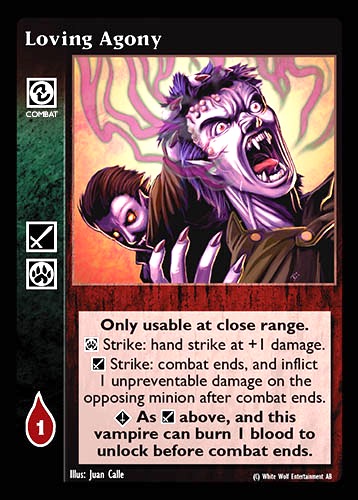 Loving Agony
COMBAT
Only usable at close range.
Strike: hand strike at +1 damage.
Strike: combat ends, and inflict
1 unpreventable damage on the
opposing minion after combat ends.
As above, and this
vampire can burn 1 blood to
unlock before combat ends.
1
Illus: Juan Calle
(C) White Wolf Entertainment AB